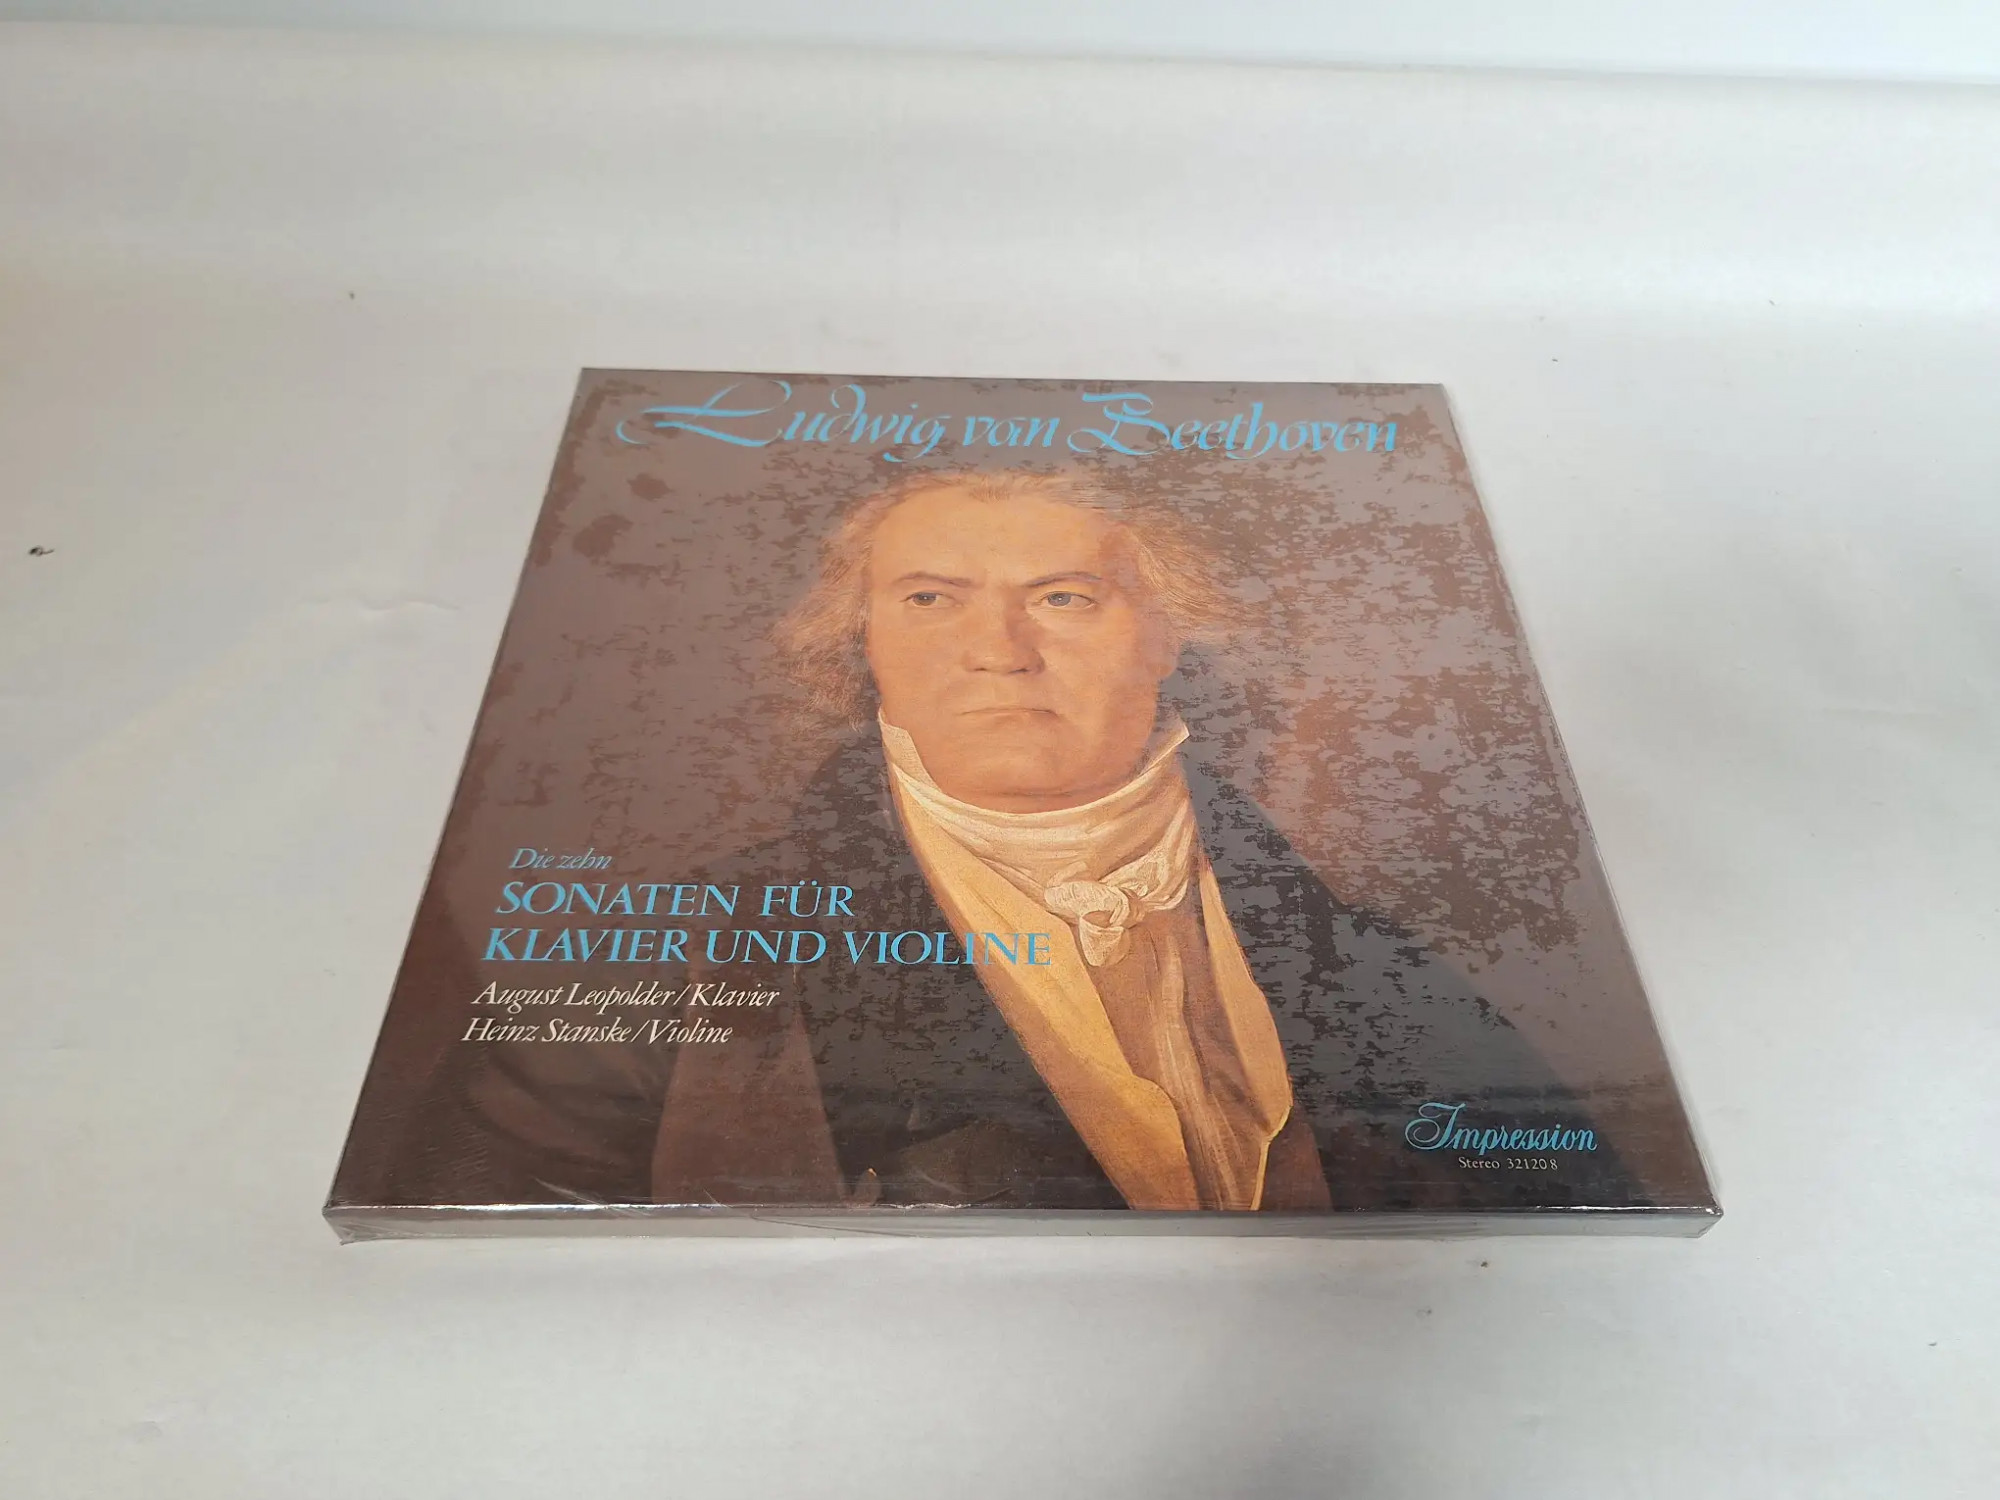 Ludwig van Beethoven
Die zehn
SONATEN FÜR
KLAVIER UND VIOLINE
August Leopolder/Klavier
Heinz Stanske/Violine
Impression
Stereo 32120 8